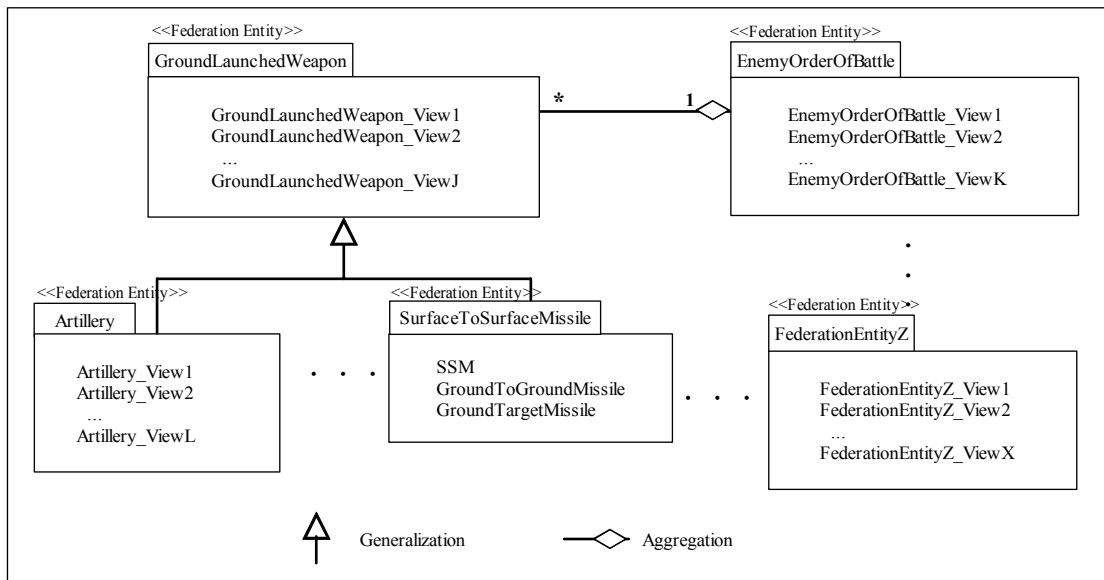 <<Federation Entity>>
GroundLaunchedWeapon
GroundLaunchedWeapon_View1
GroundLaunchedWeapon_View2
...
GroundLaunchedWeapon_ViewJ
* 1
<<Federation Entity>>
EnemyOrderOfBattle
EnemyOrderOfBattle_View1
EnemyOrderOfBattle_View2
...
EnemyOrderOfBattle_ViewK
<<Federation Entity>>
Artillery
Artillery_View1
Artillery_View2
...
Artillery_ViewL
. . .
<<Federation Entity>>
SurfaceToSurfaceMissile
SSM
GroundToGroundMissile
GroundTargetMissile
. . .
<<Federation Entity>>
FederationEntityZ
FederationEntityZ_View1
FederationEntityZ_View2
...
FederationEntityZ_ViewX
Generalization
Aggregation